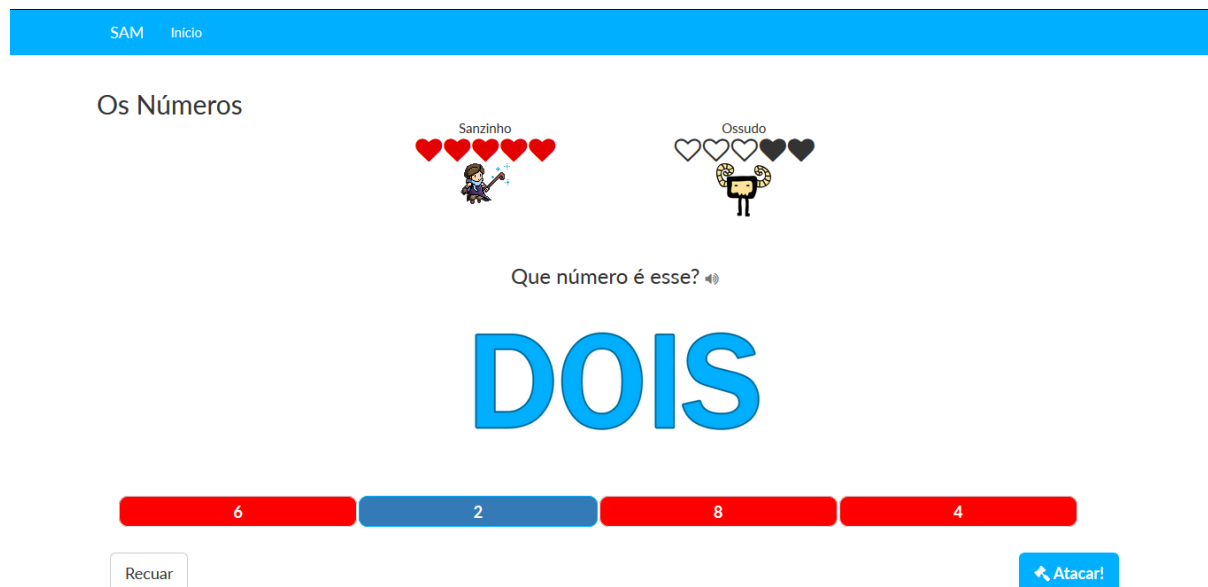 SAM Início
Os Números
Sanzinho Ossudo
Que número é esse?
DOIS
6 2 8 4
Recuar Atacar!